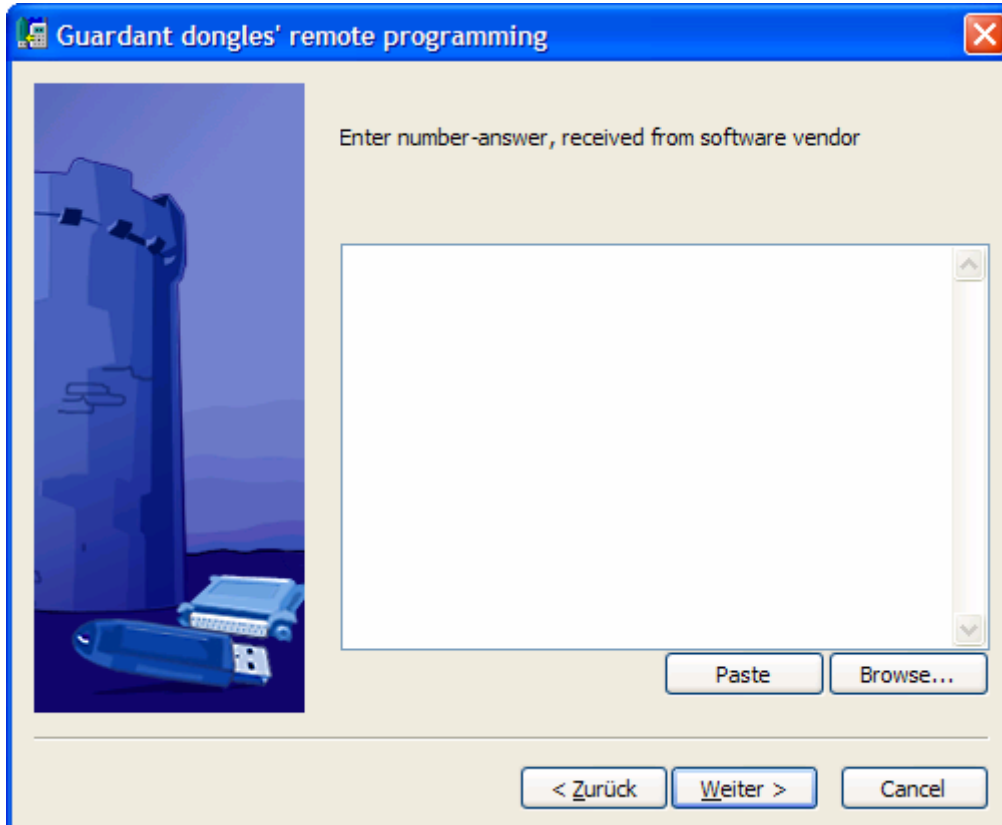 Guardant dongles' remote programming
Enter number-answer, received from software vendor
Paste Browse...
< Zurück Weiter > Cancel